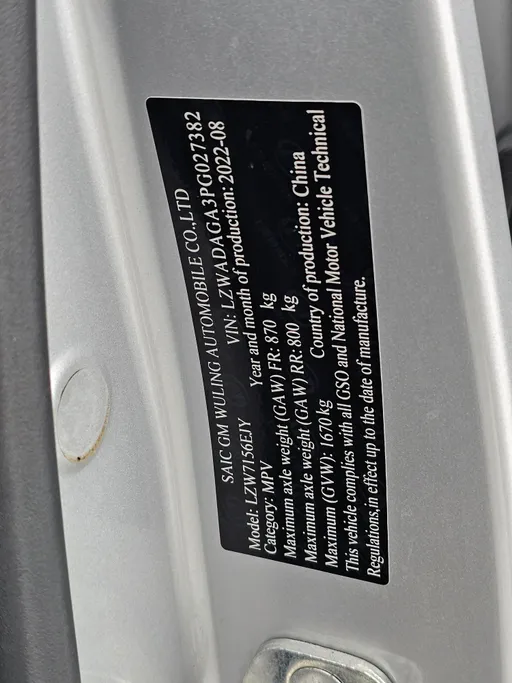 SAIC GM WULING AUTOMOBILE CO.,LTD
Model: LZW7156EJY VIN: LZWADAGA3PG027382
Category: MPV Year and month of production: 2022-08
Maximum axle weight (GAW) FR: 870 kg
Maximum axle weight (GAW) RR: 800 kg
Maximum (GVW): 1670 kg Country of production: China
This vehicle complies with all GSO and National Motor Vehicle Technical
Regulations,in effect up to the date of manufacture.